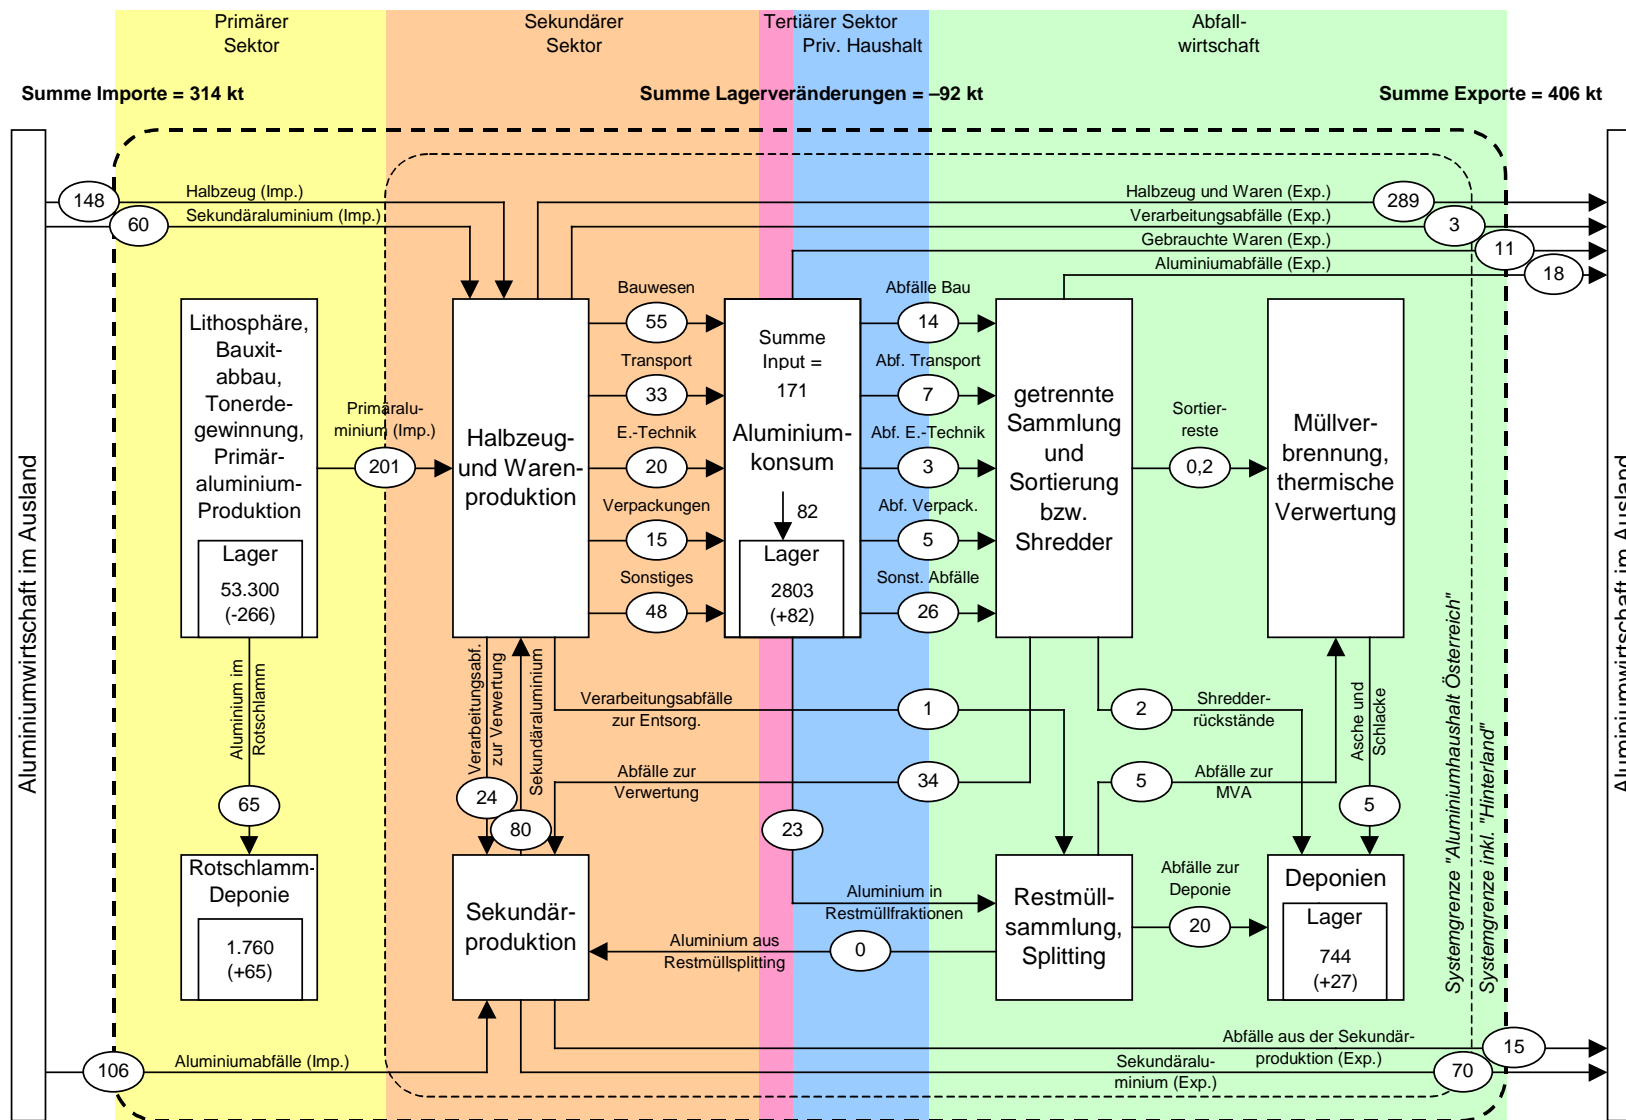 Primärer
Sektor
Sekundärer
Sektor
Tertiärer Sektor
Priv. Haushalt
Abfall-
wirtschaft
Summe Importe = 314 kt
Summe Lagerveränderungen = –92 kt
Summe Exporte = 406 kt
Aluminiumwirtschaft im Ausland
148
Halbzeug (Imp.)
60
Sekundäraluminium (Imp.)
Halbzeug und Waren (Exp.)
289
Verarbeitungsabfälle (Exp.)
3
Gebrauchte Waren (Exp.)
11
Aluminiumabfälle (Exp.)
18
Lithosphäre,
Bauxit-
abbau,
Tonerde-
gewinnung,
Primär-
aluminium-
Produktion
Lager
53.300
(-266)
Primäralu-
minium (Imp.)
201
Halbzeug-
und Waren-
produktion
Bauwesen
55
Transport
33
E.-Technik
20
Verpackungen
15
Sonstiges
48
Summe
Input =
171
Aluminium-
konsum
82
Lager
2803
(+82)
Abfälle Bau
14
Abf. Transport
7
Abf. E.-Technik
3
Abf. Verpack.
5
Sonst. Abfälle
26
getrennte
Sammlung
und
Sortierung
bzw.
Shredder
Sortier-
reste
0,2
Müllver-
brennung,
thermische
Verwertung
Aluminium im
Rotschlamm
65
Rotschlamm-
Deponie
1.760
(+65)
Verarbeitungsabf.
zur Verwertung
24
Sekundäraluminium
80
Verarbeitungsabfälle
zur Entsorg.
1
Abfälle zur
Verwertung
34
23
2
Shredder-
rückstände
5
Abfälle zur
MVA
Asche und
Schlacke
5
Sekundär-
produktion
Aluminium in
Restmüllfraktionen
Aluminium aus
Restmüllsplitting
0
Restmüll-
sammlung,
Splitting
Abfälle zur
Deponie
20
Deponien
Lager
744
(+27)
Systemgrenze "Aluminiumhaushalt Österreich"
Systemgrenze inkl. "Hinterland"
106
Aluminiumabfälle (Imp.)
Abfälle aus der Sekundär-
produktion (Exp.)
15
Sekundäralu-
minium (Exp.)
70
Aluminiumwirtschaft im Ausland